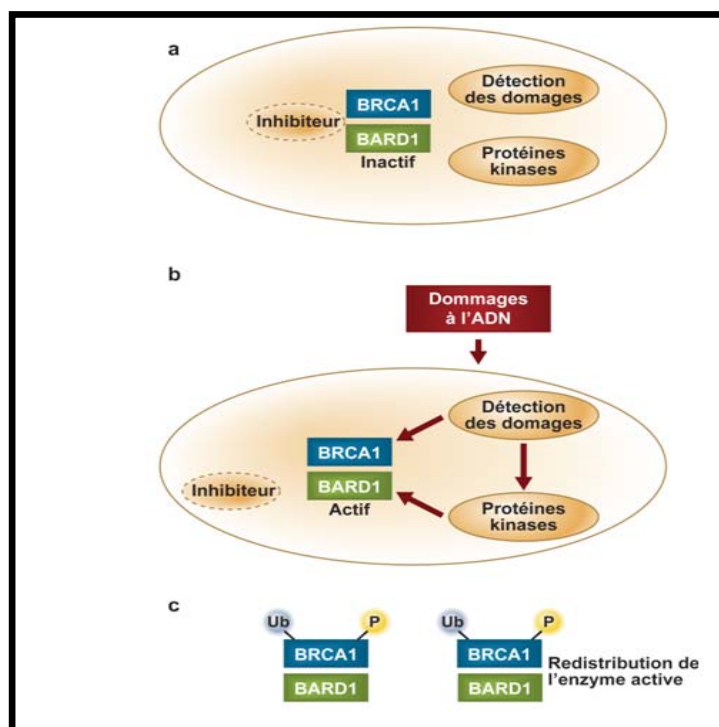 a
Détection
des domages
BRCA1
Inhibiteur
BARD1
Inactif
Protéines
kinases
b
Dommages
à l'ADN
Détection
des domages
BRCA1
BARD1
Inhibiteur
Actif
Protéines
kinases
c
Ub
P
Ub
P
BRCA1
BRCA1
BARD1
BARD1
Redistribution de
l'enzyme active